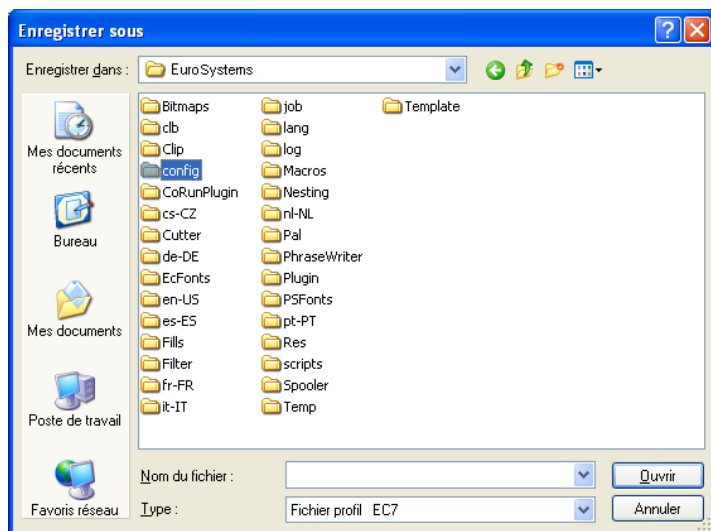 Enregistrer sous
Enregistrer dans :
EuroSystems
Mes documents
récents
Bureau
Mes documents
Poste de travail
Favoris réseau
Bitmaps
clb
Clip
config
CoRunPlugin
cs-CZ
Cutter
de-DE
EcFonts
en-US
es-ES
Fills
Filter
fr-FR
it-IT
job
lang
log
Macros
Nesting
nl-NL
Pal
PhraseWriter
Plugin
PSFonts
pt-PT
Res
scripts
Spooler
Temp
Template
Nom du fichier :
Ouvrir
Type :
Fichier profil EC7
Annuler